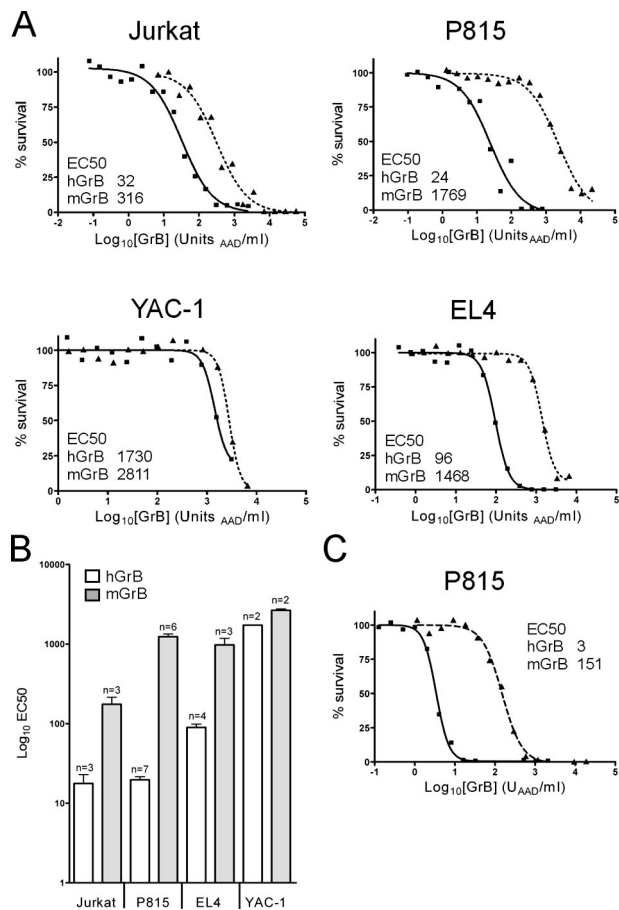 A
Jurkat
% survival
100
75
50
25
0
EC50
hGrB 32
mGrB 316
-2 -1 0 1 2 3 4 5
Log10[GrB] (Units AAD/ml)
P815
% survival
100
75
50
25
0
EC50
hGrB 24
mGrB 1769
-2 -1 0 1 2 3 4 5
Log10[GrB] (Units AAD/ml)
YAC-1
% survival
100
75
50
25
0
EC50
hGrB 1730
mGrB 2811
0 1 2 3 4 5
Log10[GrB] (Units AAD/ml)
EL4
% survival
100
75
50
25
0
EC50
hGrB 96
mGrB 1468
-1 0 1 2 3 4 5
Log10[GrB] (Units AAD/ml)
B
hGrB
mGrB
Log10 EC50
10000
1000
100
10
1
n=3
n=3
n=7
n=6
n=4
n=3
n=2
n=2
Jurkat P815 EL4 YAC-1
C
P815
% survival
100
75
50
25
0
EC50
hGrB 3
mGrB 151
-1 0 1 2 3 4 5
Log10[GrB] (UAAD/ml)